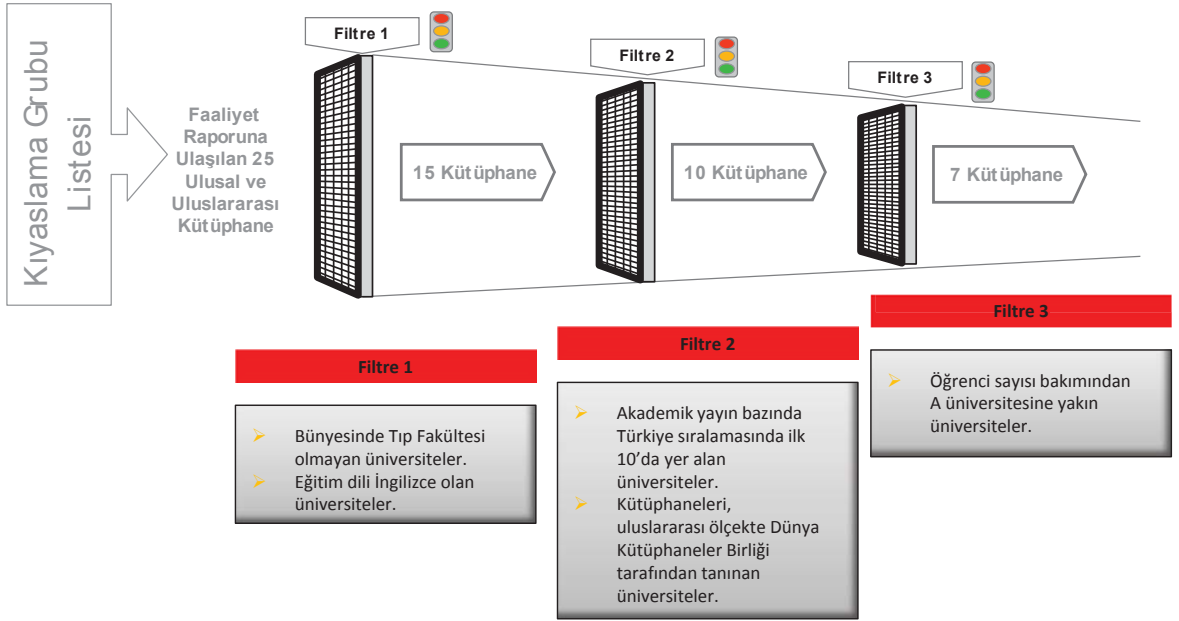 Kıyaslama Grubu
Listesi
Faaliyet
Raporuna
Ulaşılan 25
Ulusal ve
Uluslararası
Kütüphane
Filtre 1
15 Kütüphane
Filtre 2
10 Kütüphane
Filtre 3
7 Kütüphane
Filtre 1
Bünyesinde Tıp Fakültesi
olmayan üniversiteler.
Eğitim dili İngilizce olan
üniversiteler.
Filtre 2
Akademik yayın bazında
Türkiye sıralamasında ilk
10’da yer alan
üniversiteler.
Kütüphaneleri,
uluslararası ölçekte Dünya
Kütüphaneler Birliği
tarafından tanınan
üniversiteler.
Filtre 3
Öğrenci sayısı bakımından
A üniversitesine yakın
üniversiteler.